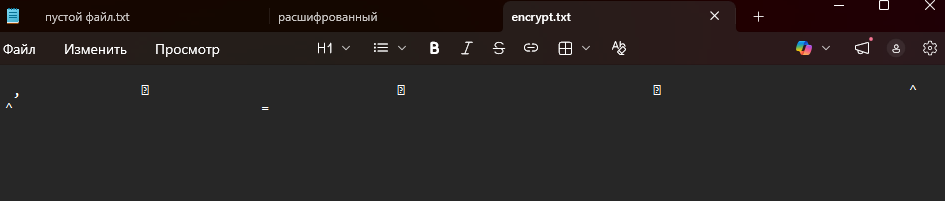 пустой файл.txt расшифрованный encrypt.txt
Файл Изменить Просмотр H1 B I S
, ^
^ =